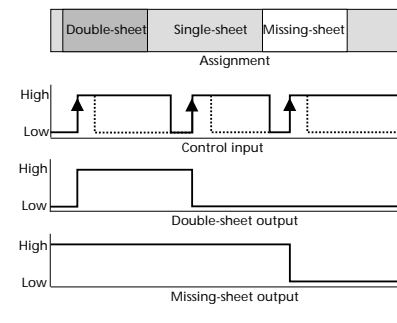 Double-sheet Single-sheet Missing-sheet
Assignment
High
Low
Control input
High
Low
Double-sheet output
High
Low
Missing-sheet output